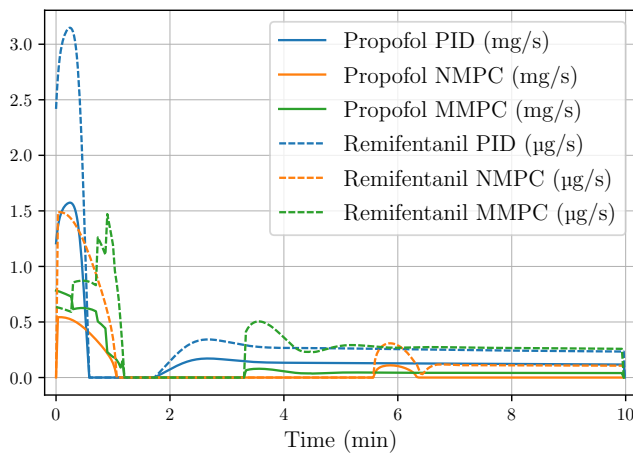 3.0
2.5
2.0
1.5
1.0
0.5
0.0
Propofol PID (mg/s)
Propofol NMPC (mg/s)
Propofol MMPC (mg/s)
Remifentanil PID (µg/s)
Remifentanil NMPC (µg/s)
Remifentanil MMPC (µg/s)
0 2 4 6 8 10
Time (min)